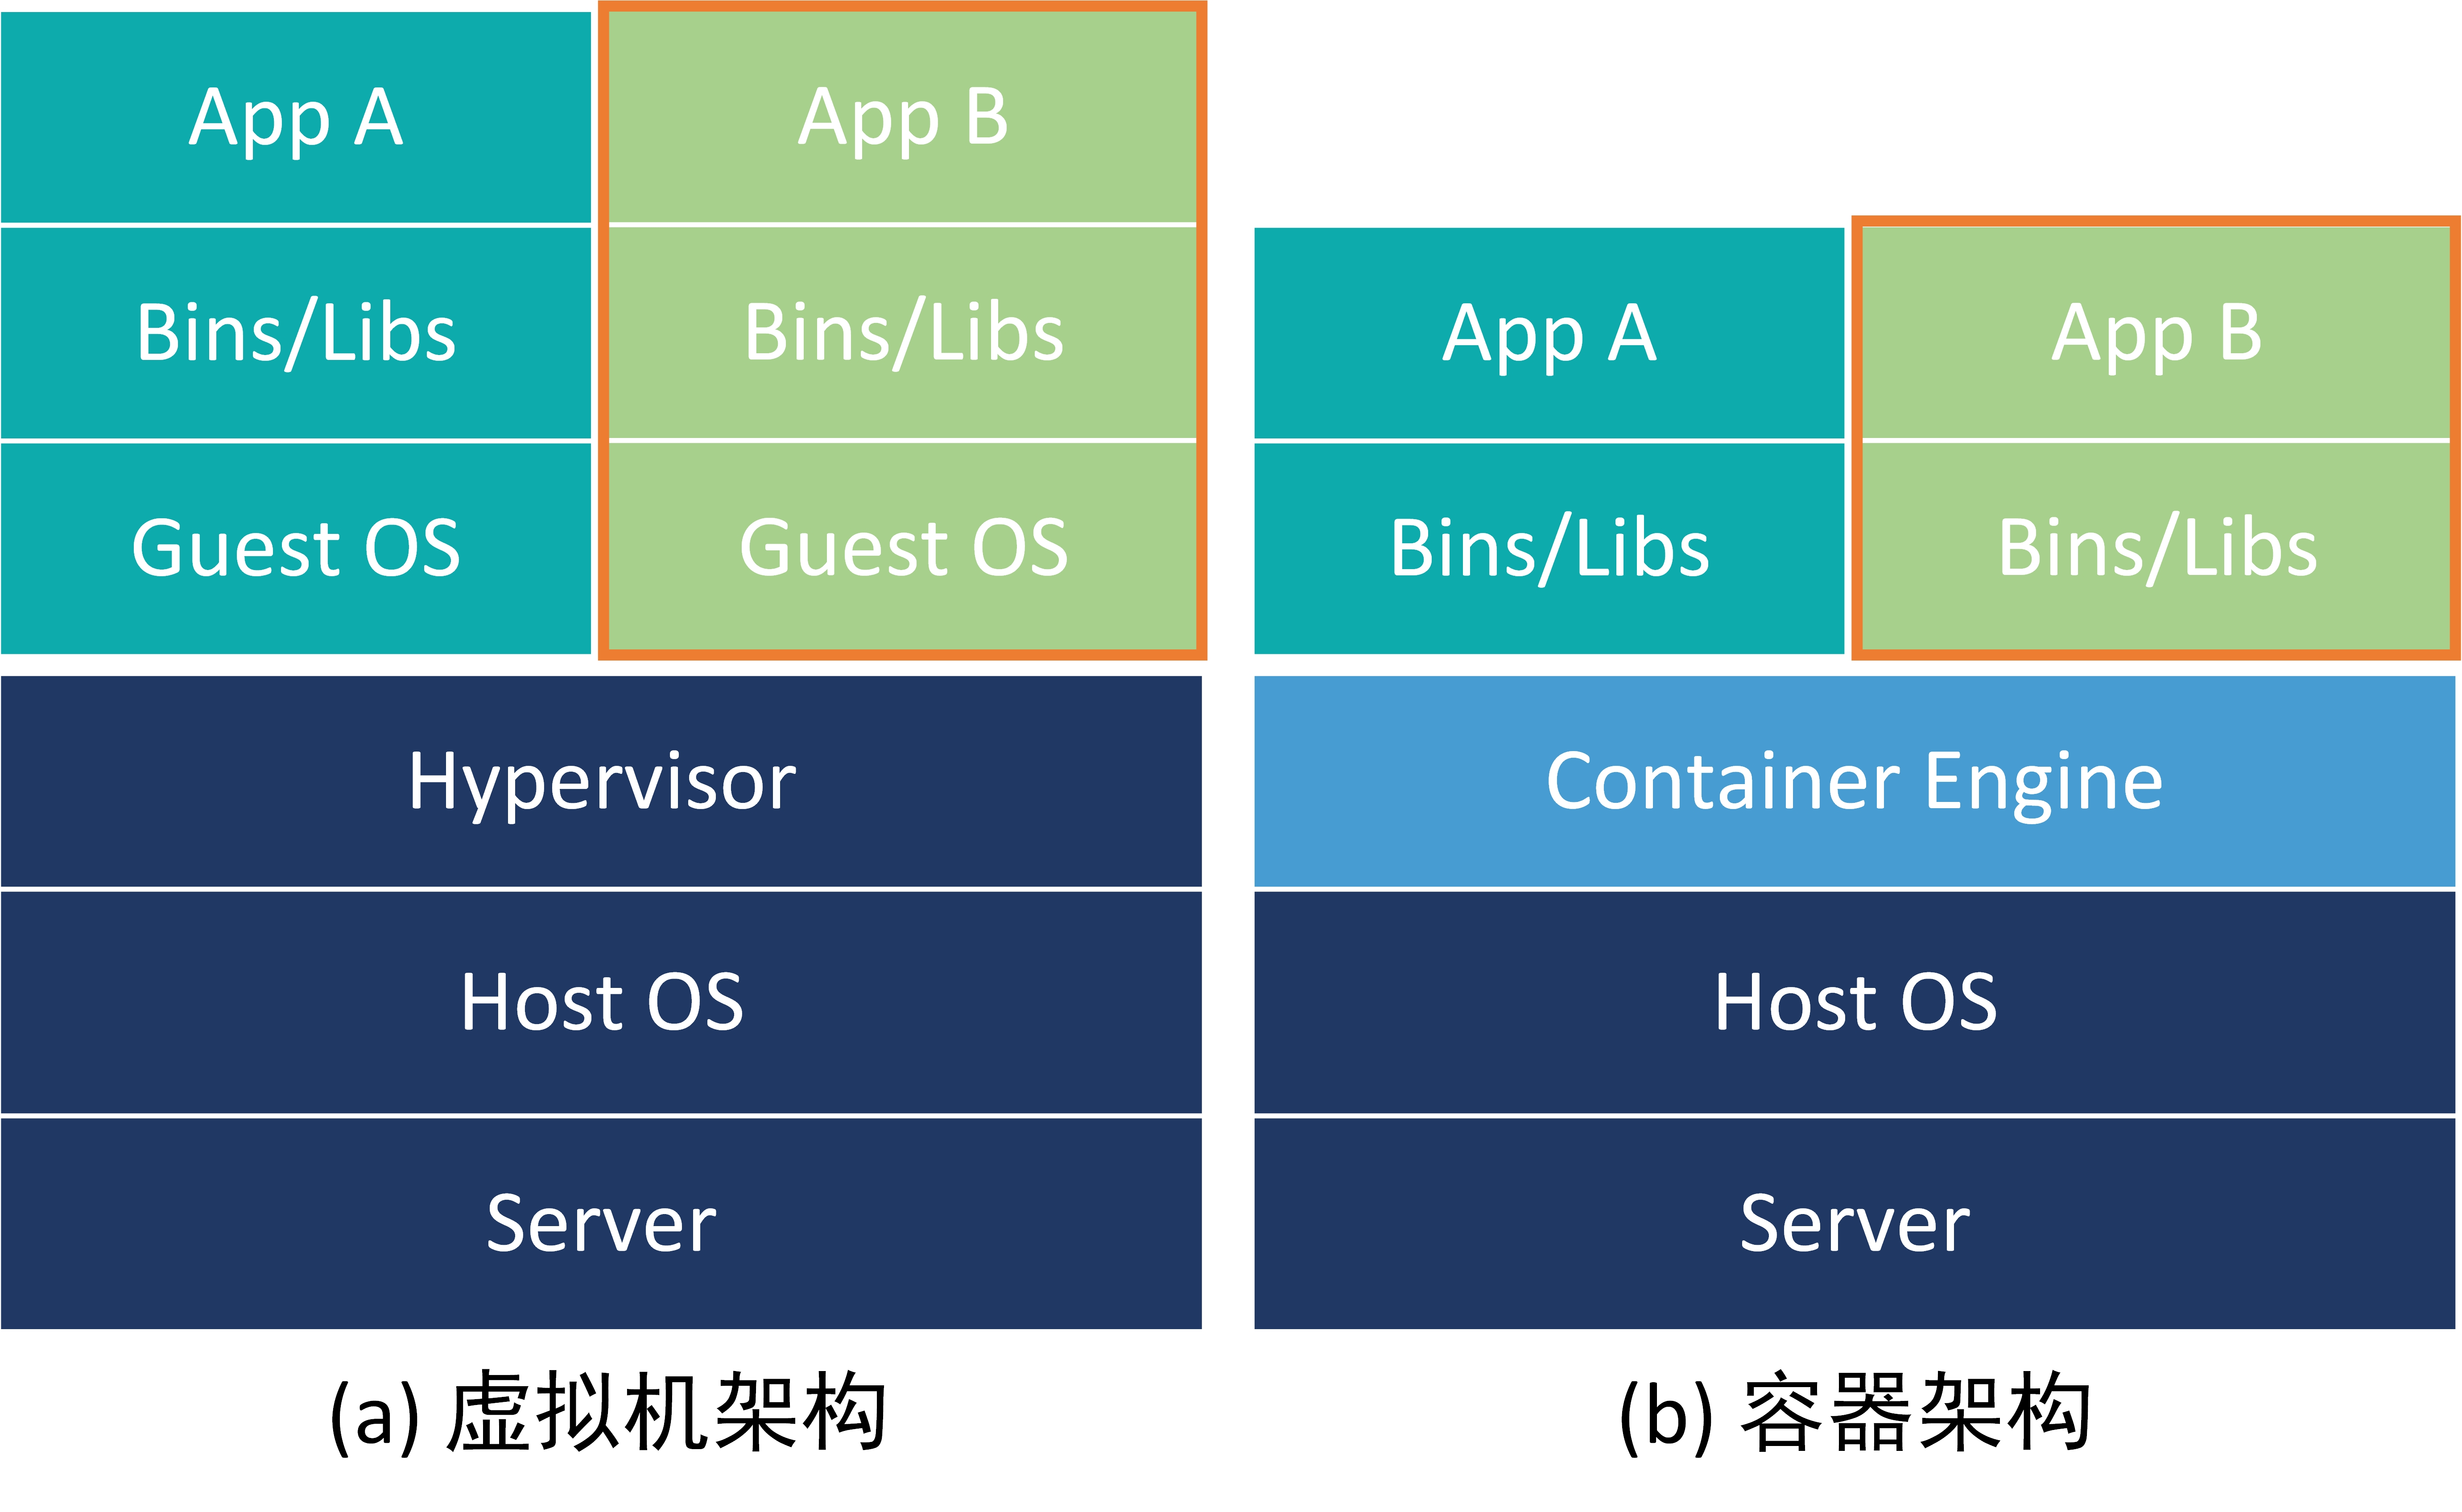 App A
App B
Bins/Libs
Bins/Libs
Guest OS
Guest OS
Hypervisor
Host OS
Server
(a) 虚拟机架构
App A
App B
Bins/Libs
Bins/Libs
Container Engine
Host OS
Server
(b) 容器架构